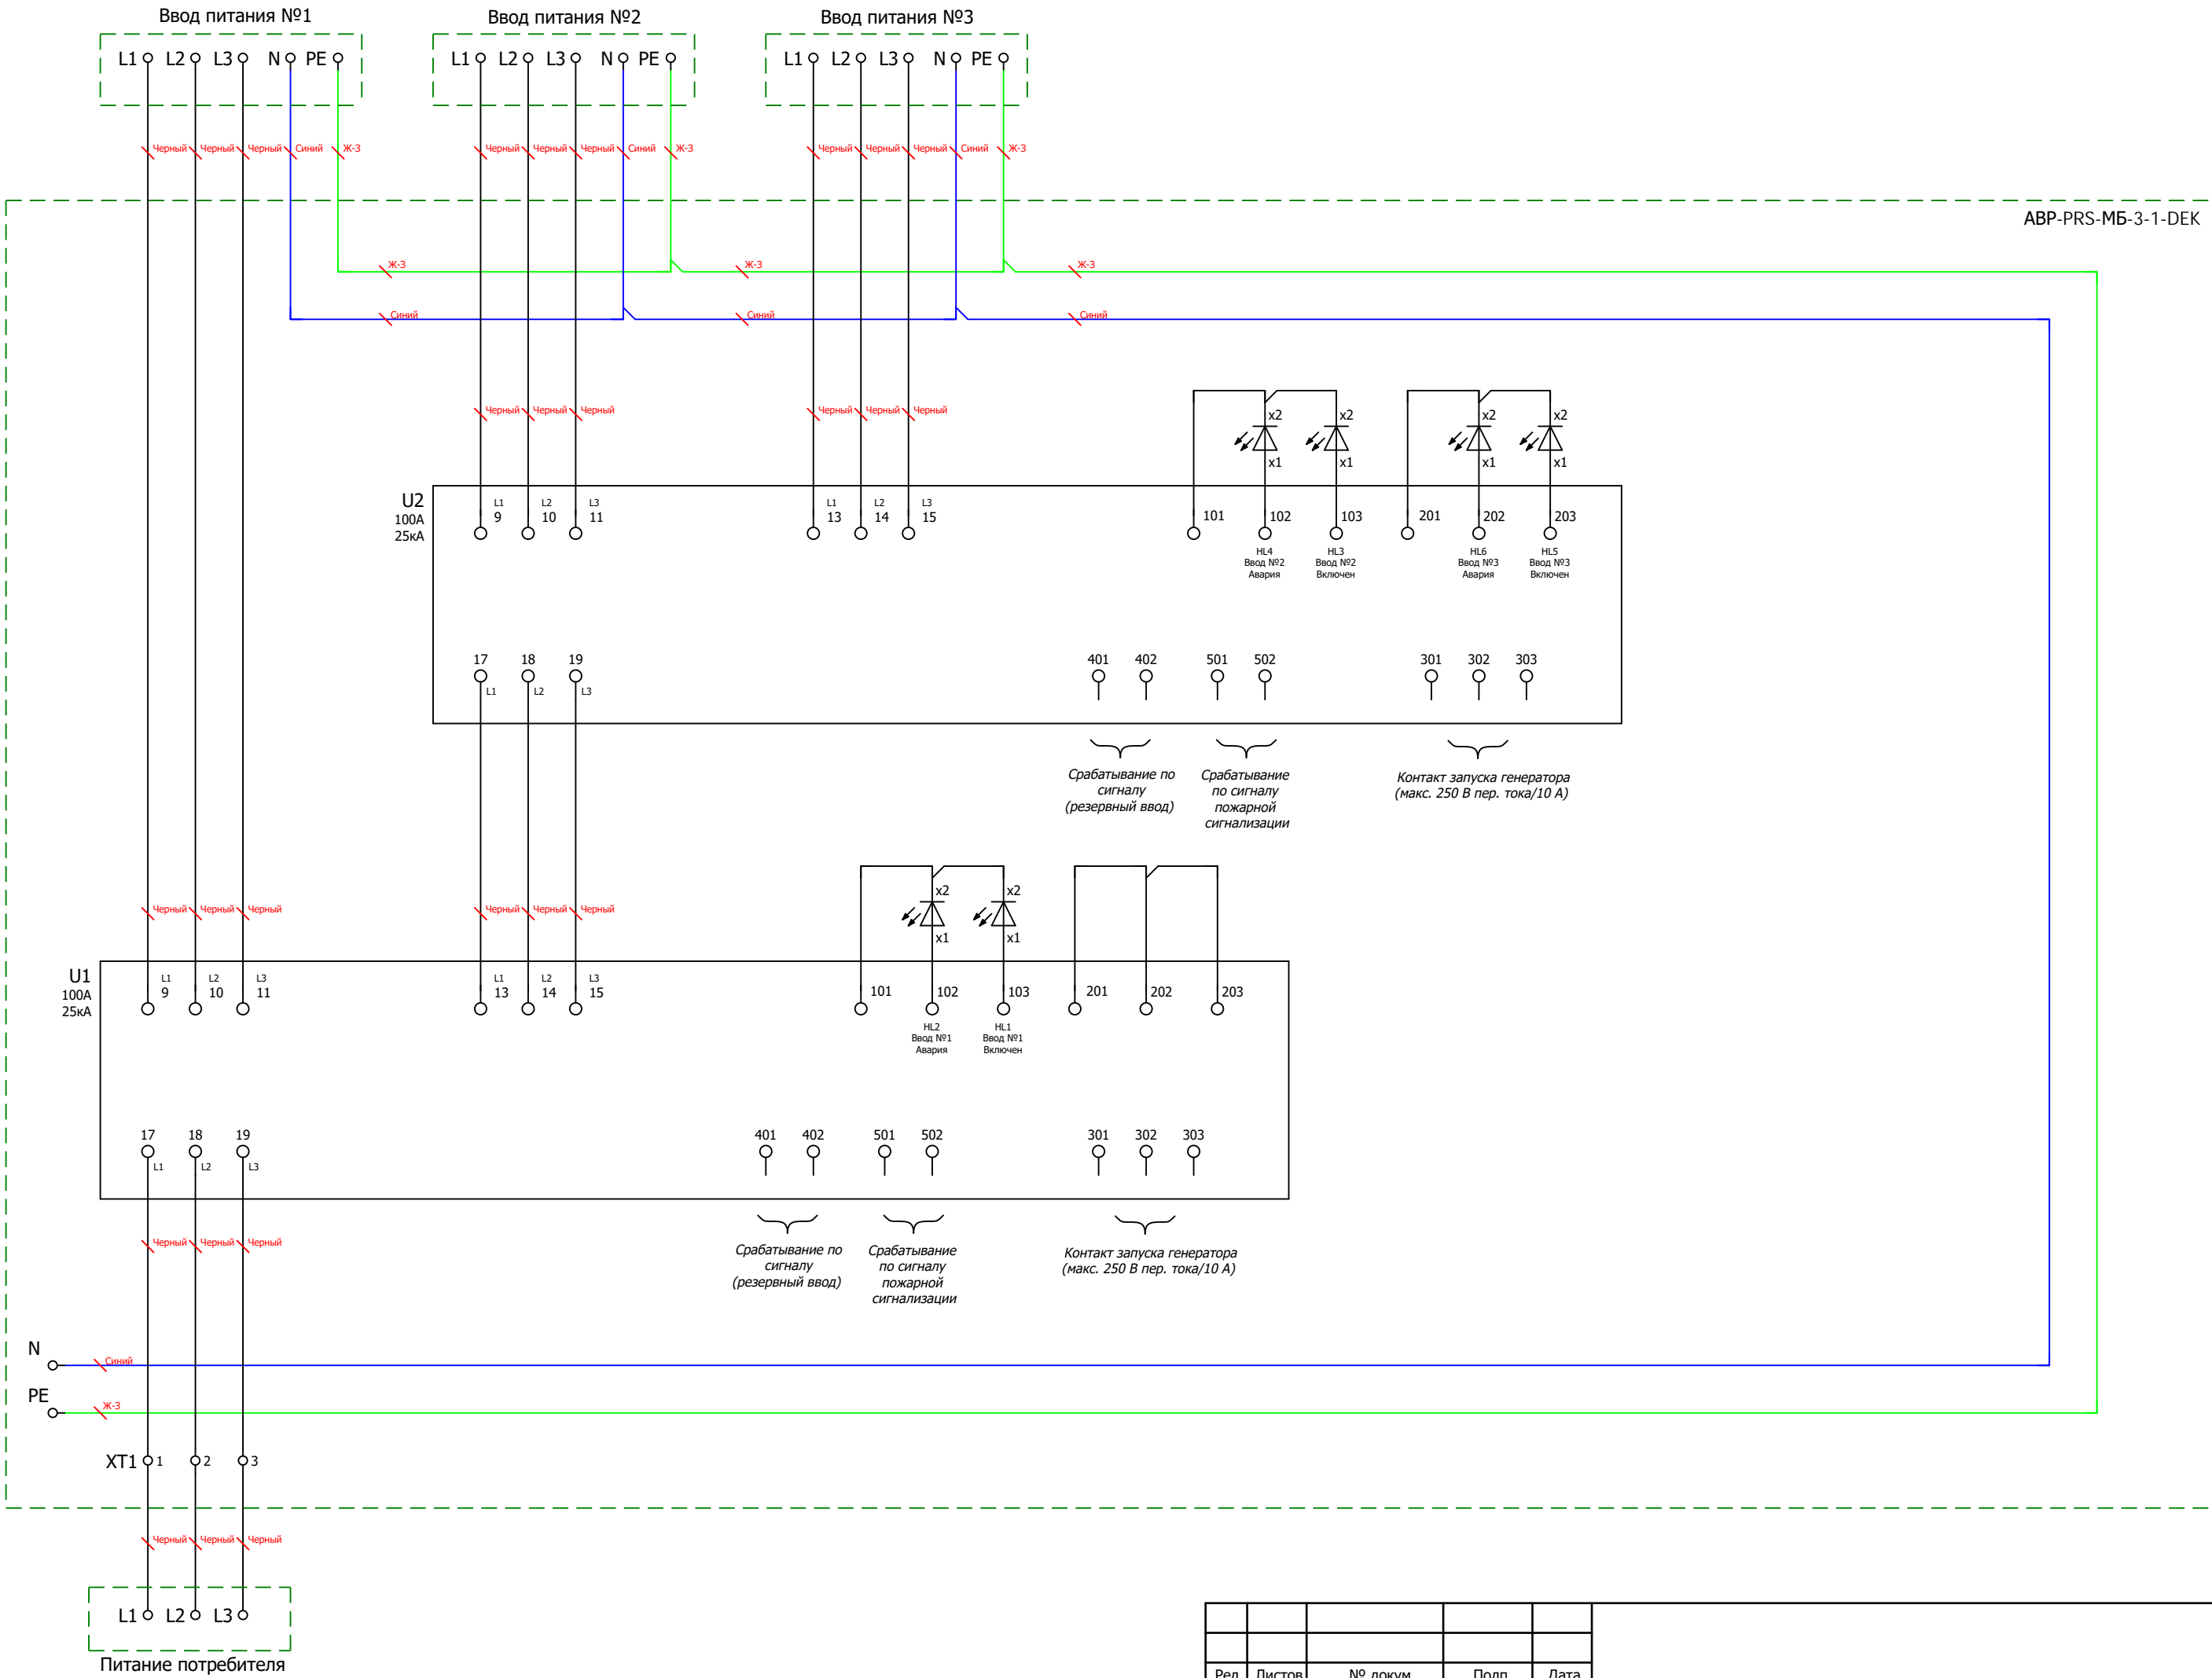 Ввод питания №1
Ввод питания №2
Ввод питания №3
L1 L2 L3 N PE
L1 L2 L3 N PE
L1 L2 L3 N PE
Черный Черный Черный Синий Ж-З
Черный Черный Черный Синий Ж-З
Черный Черный Черный Синий Ж-З
АВР-PRS-МБ-3-1-DEK
Ж-З Ж-З Ж-З
Синий Синий Синий
Черный Черный Черный
Черный Черный Черный
x2 x2 x2 x2
x1 x1 x1 x1
U2
100А
25кА
L1 L2 L3
9 10 11
L1 L2 L3
13 14 15
101 102 103 201 202 203
HL4
Ввод №2
Авария
HL3
Ввод №2
Включен
HL6
Ввод №3
Авария
HL5
Ввод №3
Включен
17 18 19
L1 L2 L3
401 402 501 502 301 302 303
Срабатывание по
сигналу
(резервный ввод)
Срабатывание
по сигналу
пожарной
сигнализации
Контакт запуска генератора
(макс. 250 В пер. тока/10 А)
Черный Черный Черный
Черный Черный Черный
x2 x2
x1 x1
U1
100А
25кА
L1 L2 L3
9 10 11
L1 L2 L3
13 14 15
101 102 103 201 202 203
HL2
Ввод №1
Авария
HL1
Ввод №1
Включен
17 18 19
L1 L2 L3
401 402 501 502 301 302 303
Срабатывание по
сигналу
(резервный ввод)
Срабатывание
по сигналу
пожарной
сигнализации
Контакт запуска генератора
(макс. 250 В пер. тока/10 А)
Черный Черный Черный
N
Синий
PE
Ж-З
XT1 1 2 3
Черный Черный Черный
L1 L2 L3
Питание потребителя
Ред Листов № докум Подп Дата